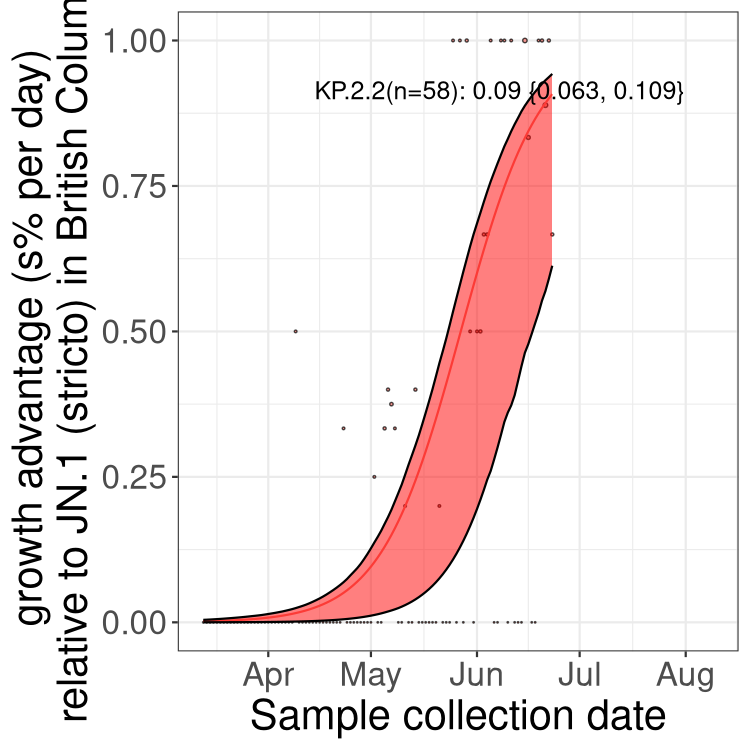 growth advantage (s% per day)
relative to JN.1 (stricto) in British Colum
1.00
0.75
0.50
0.25
0.00
KP.2.2(n=58): 0.09 {0.063, 0.109}
Apr May Jun Jul Aug
Sample collection date